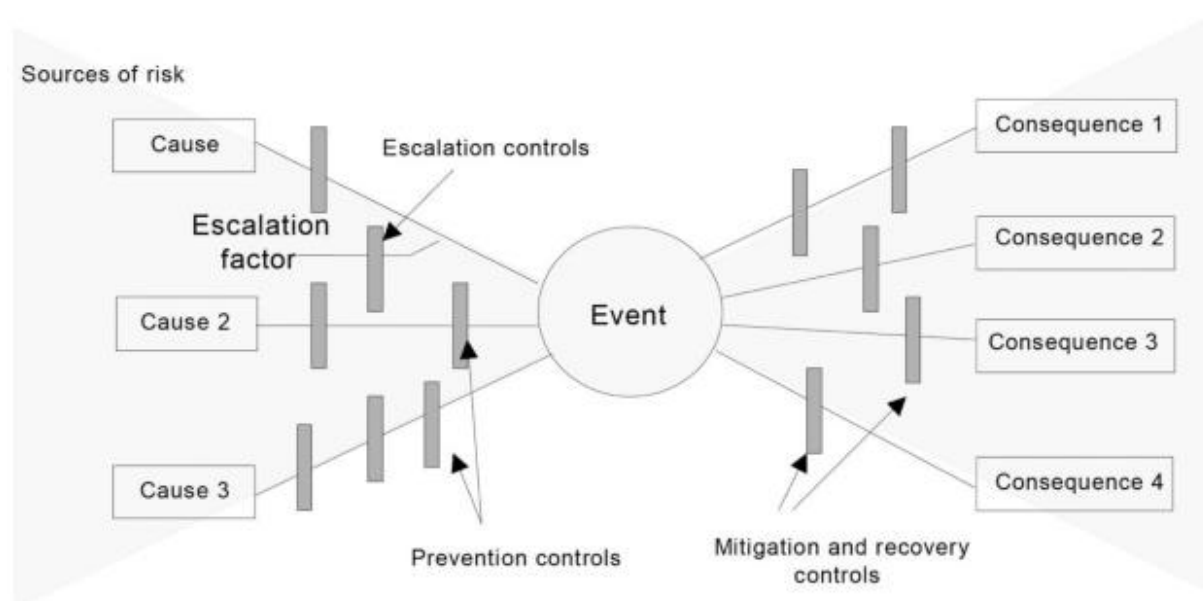 Sources of risk
Cause
Escalation controls
Escalation
factor
Cause 2
Cause 3
Prevention controls
Event
Consequence 1
Consequence 2
Consequence 3
Consequence 4
Mitigation and recovery
controls